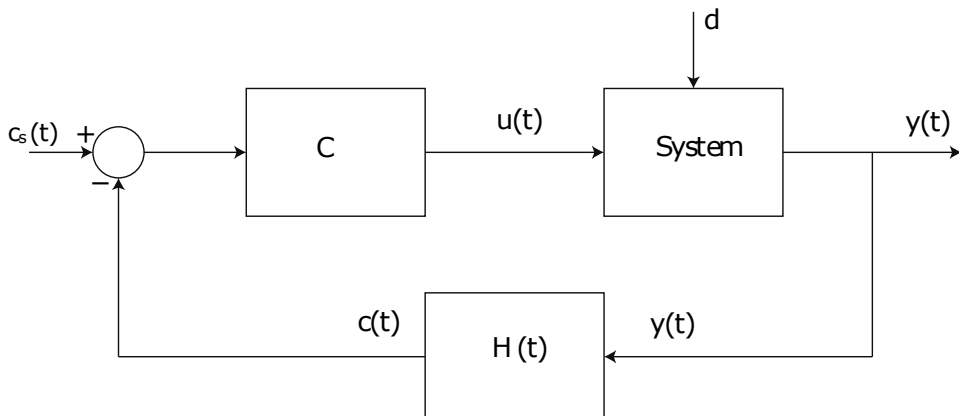 d
cₛ(t)
+
−
C
u(t)
System
y(t)
c(t)
H(t)
y(t)